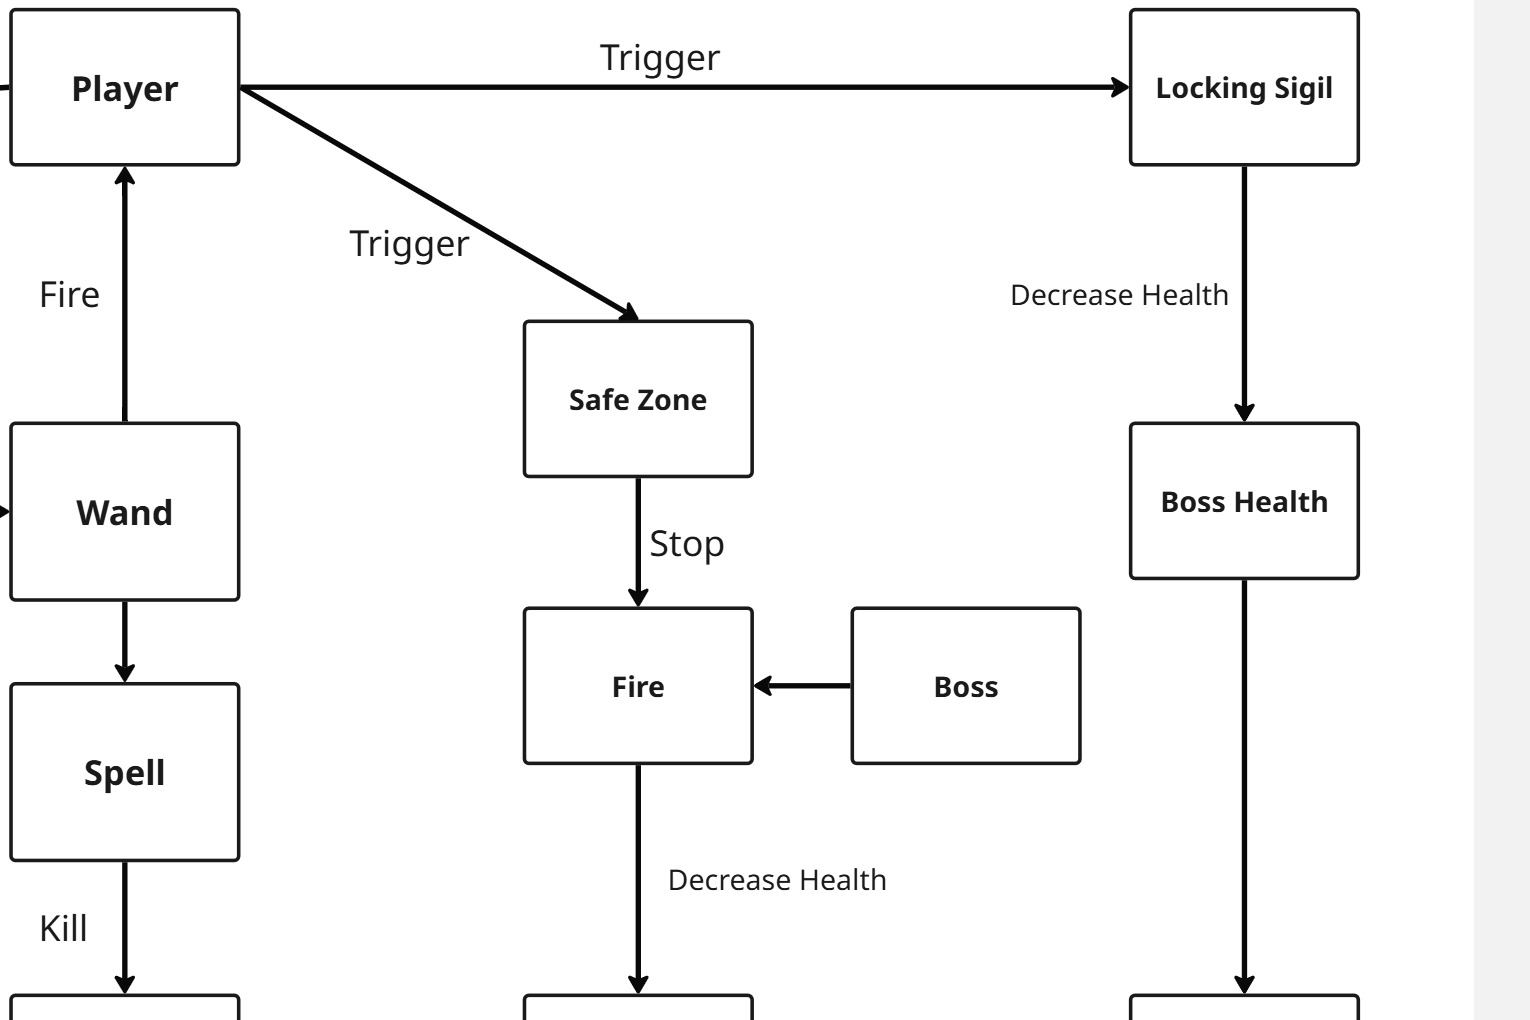 Player
Trigger
Locking Sigil
Trigger
Fire
Decrease Health
Safe Zone
Wand
Boss Health
Stop
Fire
Boss
Spell
Decrease Health
Kill